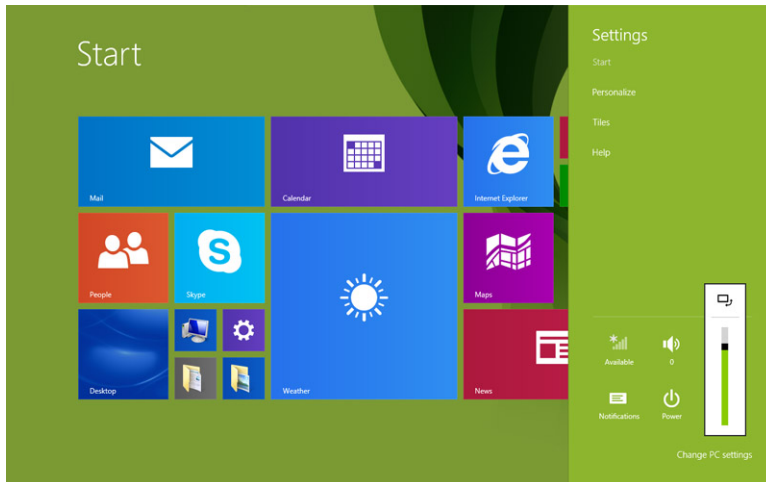 Start
Mail
Calendar
Internet Explorer
People
Skype
Maps
Desktop
Weather
News
Settings
Start
Personalize
Tiles
Help
Available
0
Notifications
Power
Change PC settings